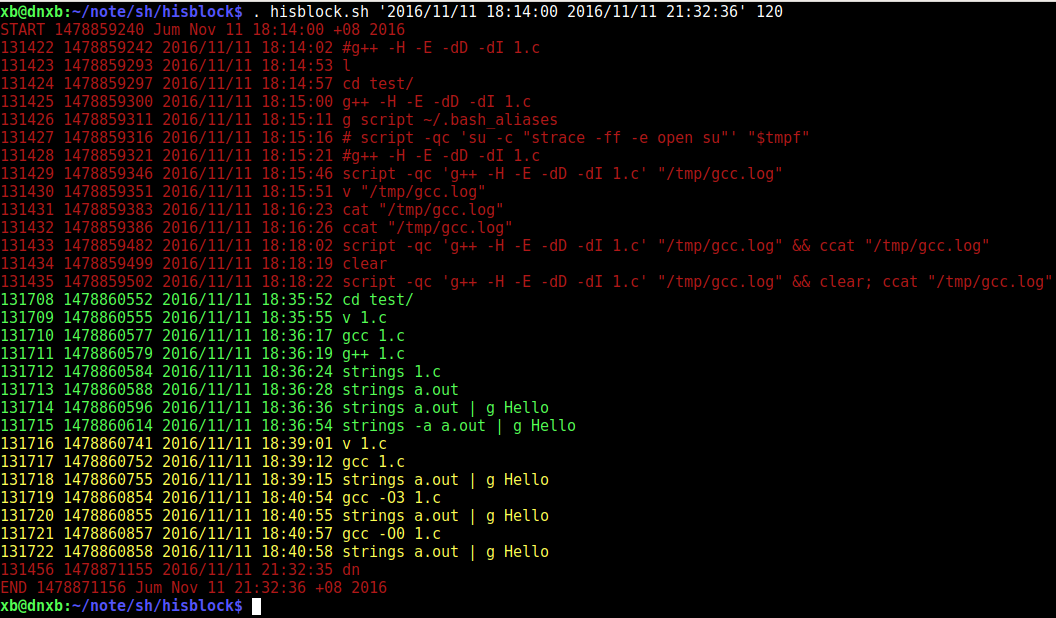 xb@dnxb:~/note/sh/hisblock$ . hisblock.sh '2016/11/11 18:14:00 2016/11/11 21:32:36' 120
START 1478859240 Jum Nov 11 18:14:00 +08 2016
131422 1478859242 2016/11/11 18:14:02 #g++ -H -E -dD -dI 1.c
131423 1478859293 2016/11/11 18:14:53 l
131424 1478859297 2016/11/11 18:14:57 cd test/
131425 1478859300 2016/11/11 18:15:00 g++ -H -E -dD -dI 1.c
131426 1478859311 2016/11/11 18:15:11 g script ~/.bash_aliases
131427 1478859316 2016/11/11 18:15:16 # script -qc 'su -c "strace -ff -e open su"' "$tmpf"
131428 1478859321 2016/11/11 18:15:21 #g++ -H -E -dD -dI 1.c
131429 1478859346 2016/11/11 18:15:46 script -qc 'g++ -H -E -dD -dI 1.c' "/tmp/gcc.log"
131430 1478859351 2016/11/11 18:15:51 v "/tmp/gcc.log"
131431 1478859383 2016/11/11 18:16:23 cat "/tmp/gcc.log"
131432 1478859386 2016/11/11 18:16:26 ccat "/tmp/gcc.log"
131433 1478859482 2016/11/11 18:18:02 script -qc 'g++ -H -E -dD -dI 1.c' "/tmp/gcc.log" && ccat "/tmp/gcc.log"
131434 1478859499 2016/11/11 18:18:19 clear
131435 1478859502 2016/11/11 18:18:22 script -qc 'g++ -H -E -dD -dI 1.c' "/tmp/gcc.log" && clear; ccat "/tmp/gcc.log"
131708 1478860552 2016/11/11 18:35:52 cd test/
131709 1478860555 2016/11/11 18:35:55 v 1.c
131710 1478860577 2016/11/11 18:36:17 gcc 1.c
131711 1478860579 2016/11/11 18:36:19 g++ 1.c
131712 1478860584 2016/11/11 18:36:24 strings 1.c
131713 1478860588 2016/11/11 18:36:28 strings a.out
131714 1478860596 2016/11/11 18:36:36 strings a.out | g Hello
131715 1478860614 2016/11/11 18:36:54 strings -a a.out | g Hello
131716 1478860741 2016/11/11 18:39:01 v 1.c
131717 1478860752 2016/11/11 18:39:12 gcc 1.c
131718 1478860755 2016/11/11 18:39:15 strings a.out | g Hello
131719 1478860854 2016/11/11 18:40:54 gcc -O3 1.c
131720 1478860855 2016/11/11 18:40:55 strings a.out | g Hello
131721 1478860857 2016/11/11 18:40:57 gcc -O0 1.c
131722 1478860858 2016/11/11 18:40:58 strings a.out | g Hello
131456 1478871155 2016/11/11 21:32:35 dn
END 1478871156 Jum Nov 11 21:32:36 +08 2016
xb@dnxb:~/note/sh/hisblock$